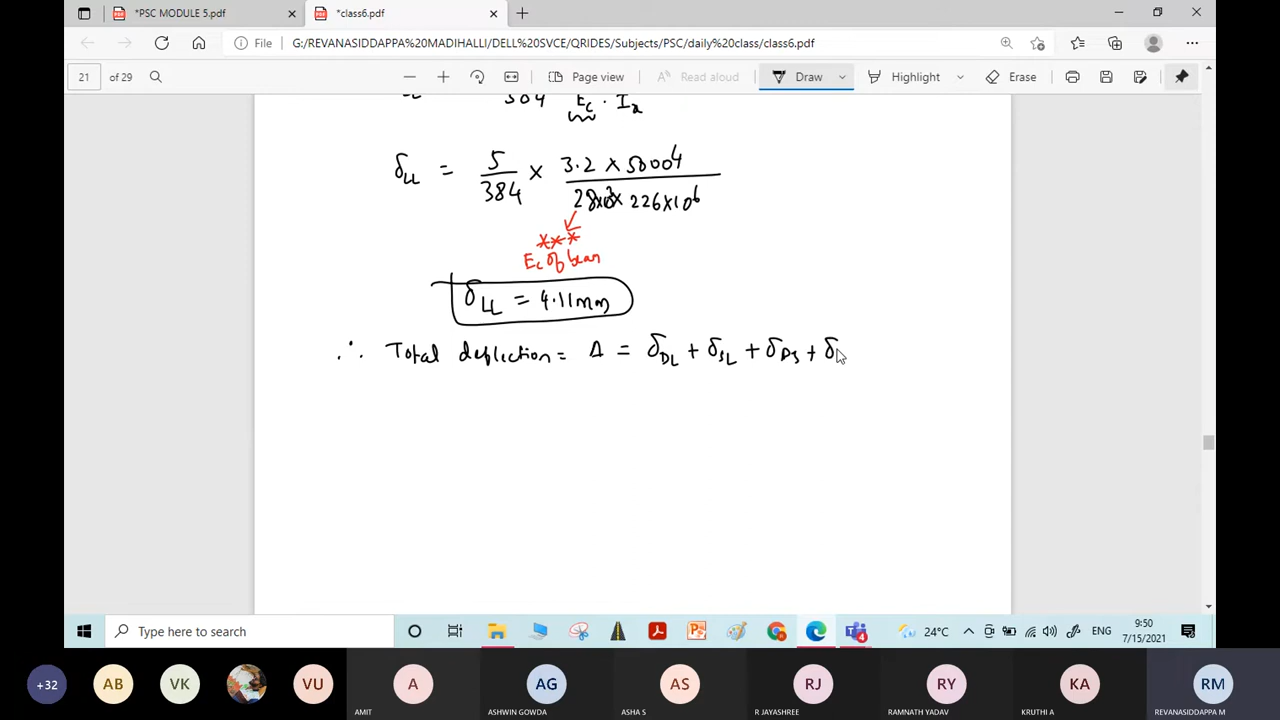 *PSC MODULE 5.pdf
*class6.pdf
File G:/REVANASIDDAPPA MADIHALLI/DELL%20SVCE/QRIDES/Subjects/PSC/daily%20class/class6.pdf
21 of 29 Page view Read aloud Draw Highlight Erase
Ec . Ix
δLL = 5/384 × 3.2 × 5000⁴ / 28×10³ × 226×10⁶
***
Ec of beam
δLL = 4.11mm
∴ Total deflection = Δ = δDL + δSL + δPS + δ
Type here to search
24°C ENG 9:50
7/15/2021
+32 AB VK VU A AG AS RJ RY KA RM
AMIT ASHWIN GOWDA ASHA S R JAYASHREE RAMNATH YADAV KRUTHI A REVANASIDDAPPA M